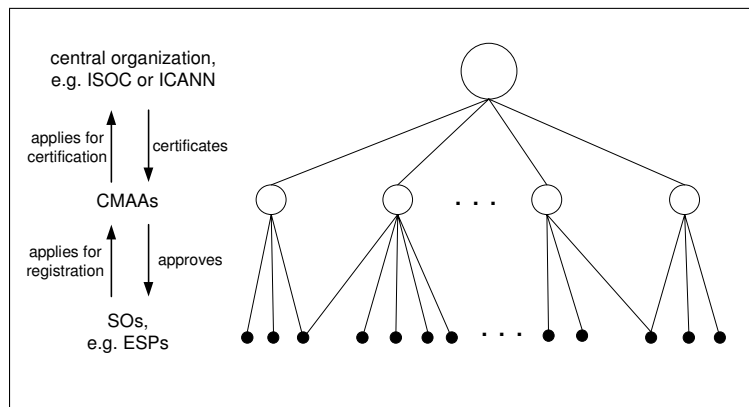 central organization,
e.g. ISOC or ICANN
applies for
certification
certificates
CMAAs
. . .
applies for
registration
approves
SOs,
e.g. ESPs
. . .